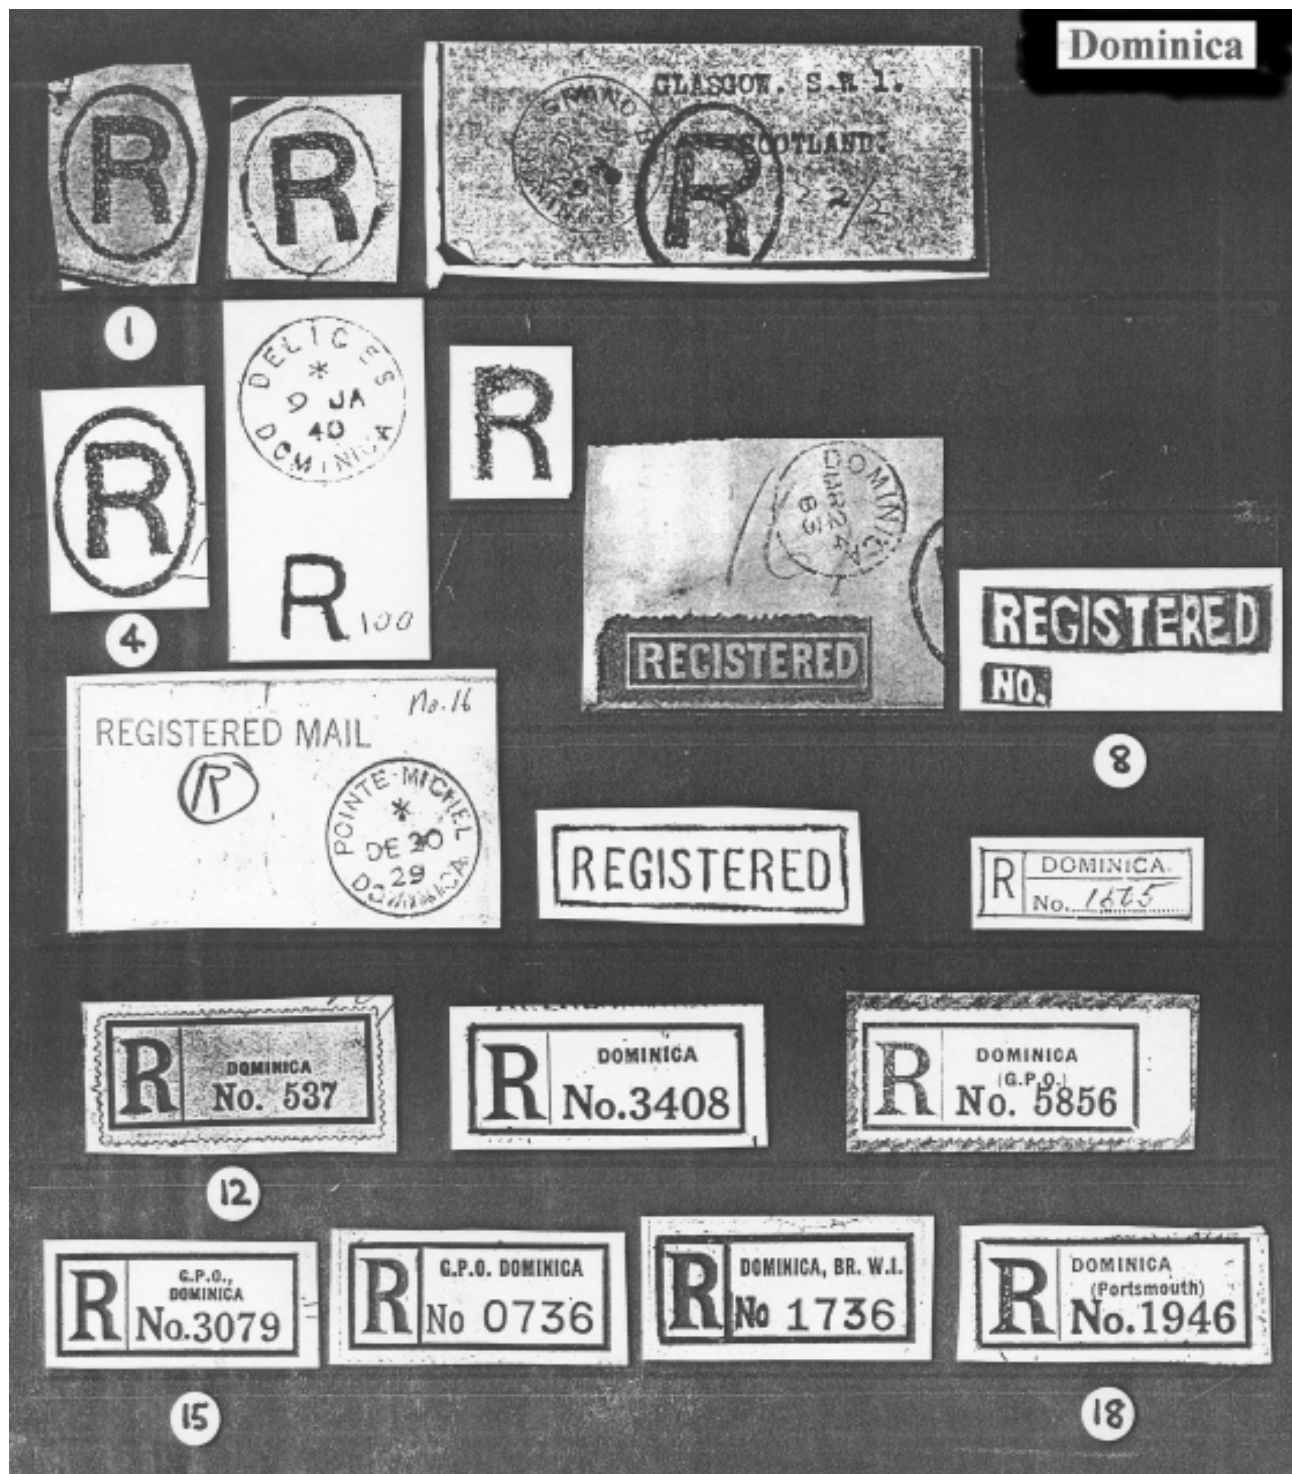 Dominica
R
R
GLASGOW. S.W 1.
SCOTLAND.
R
1
DELICES
*
9 JA
40
DOMINICA
R 100
R
R
4
DOMINICA
MR 24
83
REGISTERED
REGISTERED
NO.
8
No.16
REGISTERED MAIL
R
POINTE-MICHEL
*
DE 30
29
DOMINICA
REGISTERED
R DOMINICA.
No.
R DOMINICA
No. 537
R DOMINICA
No.3408
R DOMINICA
(G.P.O.)
No. 5856
12
R G.P.O.,
DOMINICA
No.3079
R G.P.O. DOMINICA
No 0736
R DOMINICA, BR. W.I.
No 1736
R DOMINICA
(Portsmouth)
No.1946
15
18